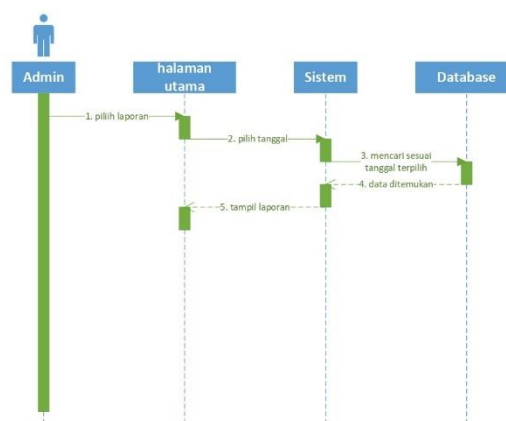 Admin
halaman
utama
Sistem
Database
1. piliih laporan
2. pilih tanggal
3. mencari sesuai
tanggal terpilih
4. data ditemukan
5. tampil laporan